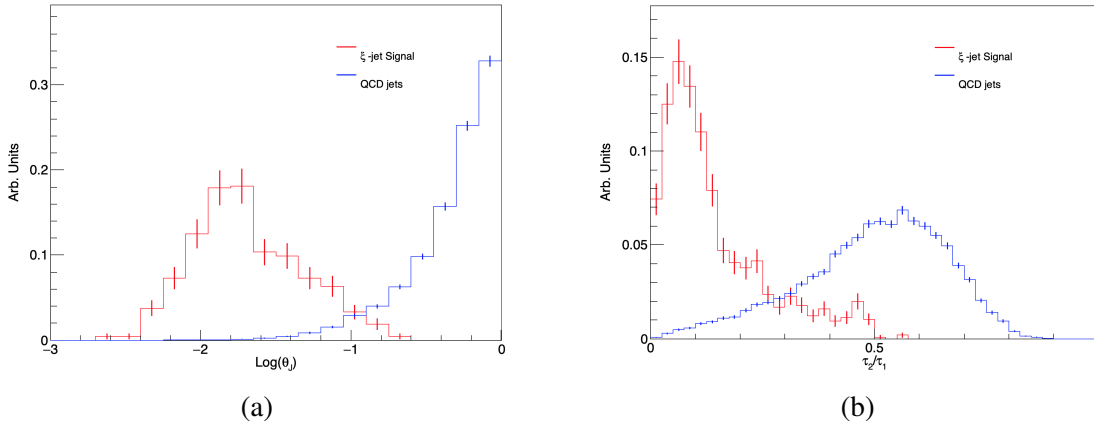 ξ -jet Signal
QCD jets
Arb. Units
0.3
0.2
0.1
0
−3
−2
−1
0
Log(θ_J)
(a)
ξ -jet Signal
QCD jets
Arb. Units
0.15
0.1
0.05
0
0
0.5
τ₂/τ₁
(b)